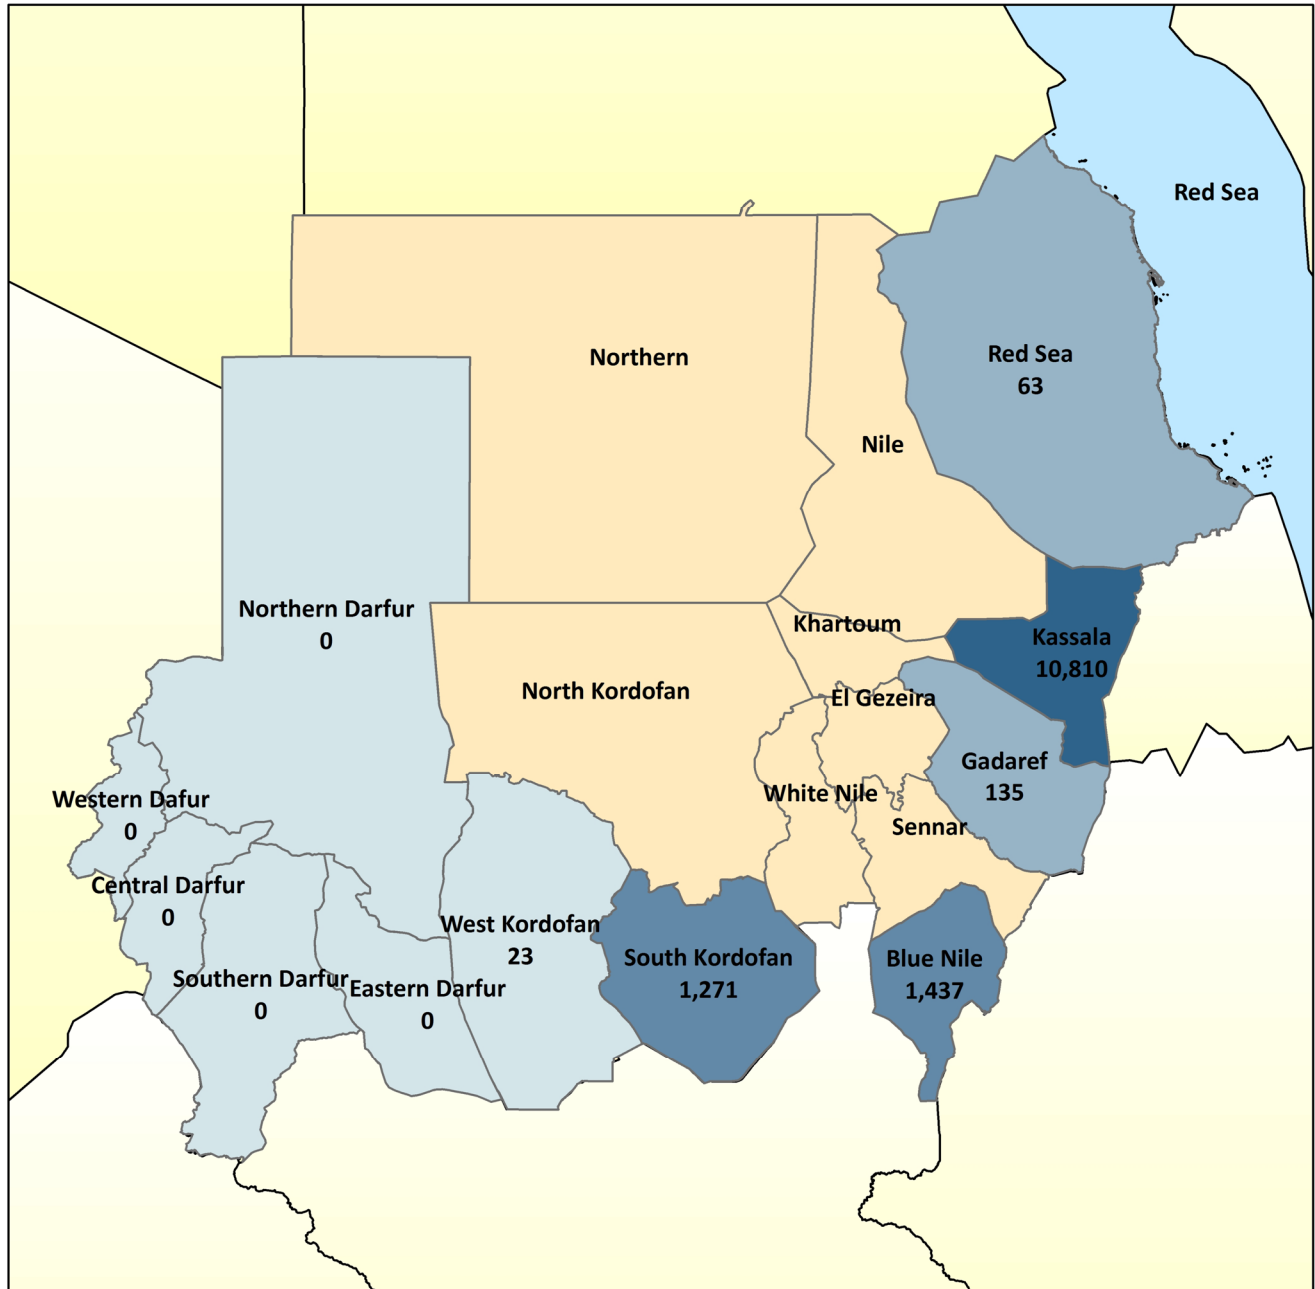 Red Sea
Red Sea
63
Northern
Nile
Northern Darfur
0
Khartoum
Kassala
10,810
North Kordofan
El Gezeira
Gadaref
135
White Nile
Western Dafur
0
Sennar
Central Darfur
0
West Kordofan
23
South Kordofan
1,271
Blue Nile
1,437
Southern Darfur
0
Eastern Darfur
0